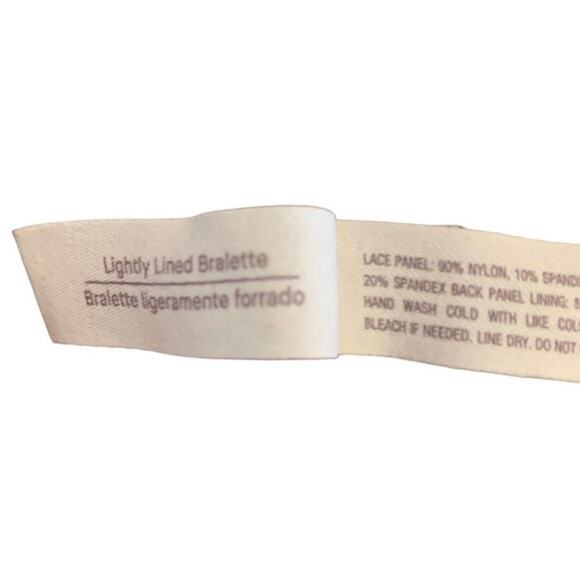 Lightly Lined Bralette
Bralette ligeramente forrado
LACE PANEL: 90% NYLON, 10% SPAND
20% SPANDEX BACK PANEL LINING:
HAND WASH COLD WITH LIKE COL
BLEACH IF NEEDED. LINE DRY. DO NOT